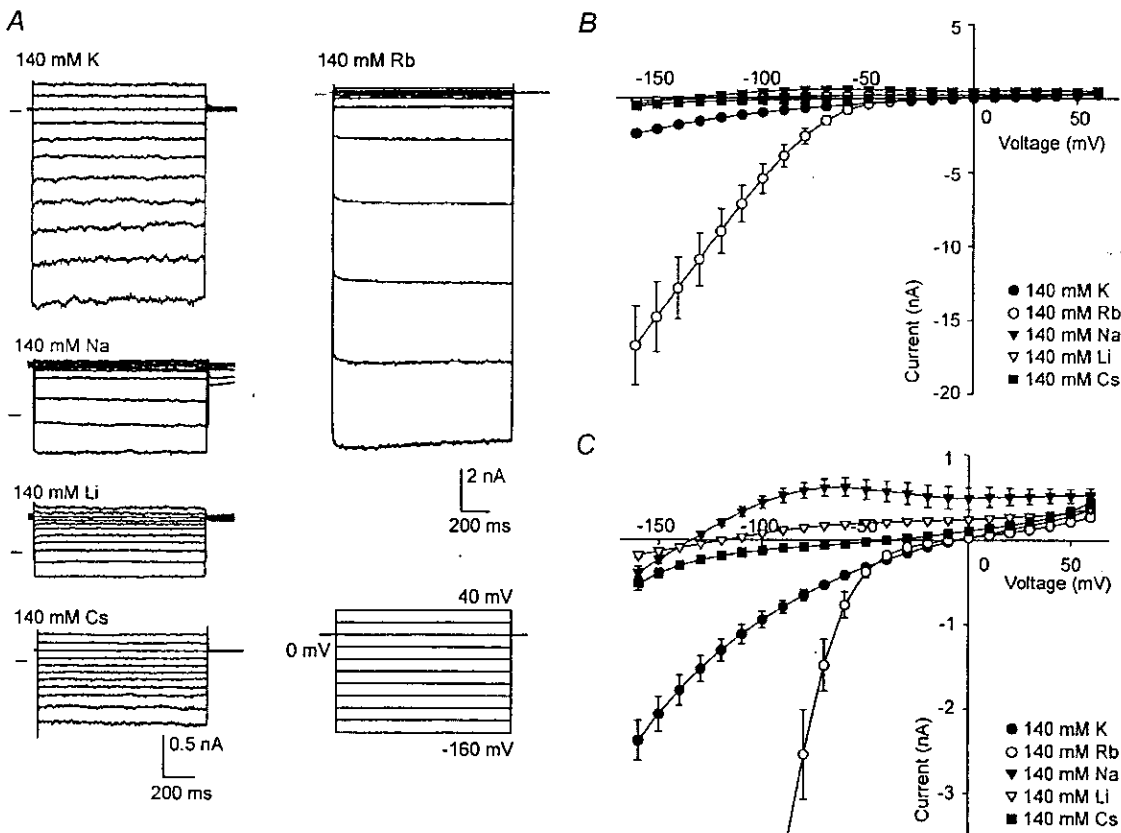 A
140 mM K
140 mM Rb
140 mM Na
2 nA
200 ms
140 mM Li
140 mM Cs
0.5 nA
200 ms
40 mV
0 mV
-160 mV
B
5
-150
-100
-50
0
50
Voltage (mV)
-5
-10
-15
-20
Current (nA)
140 mM K
140 mM Rb
140 mM Na
140 mM Li
140 mM Cs
C
1
-150
-100
-50
0
50
Voltage (mV)
-1
-2
-3
Current (nA)
140 mM K
140 mM Rb
140 mM Na
140 mM Li
140 mM Cs